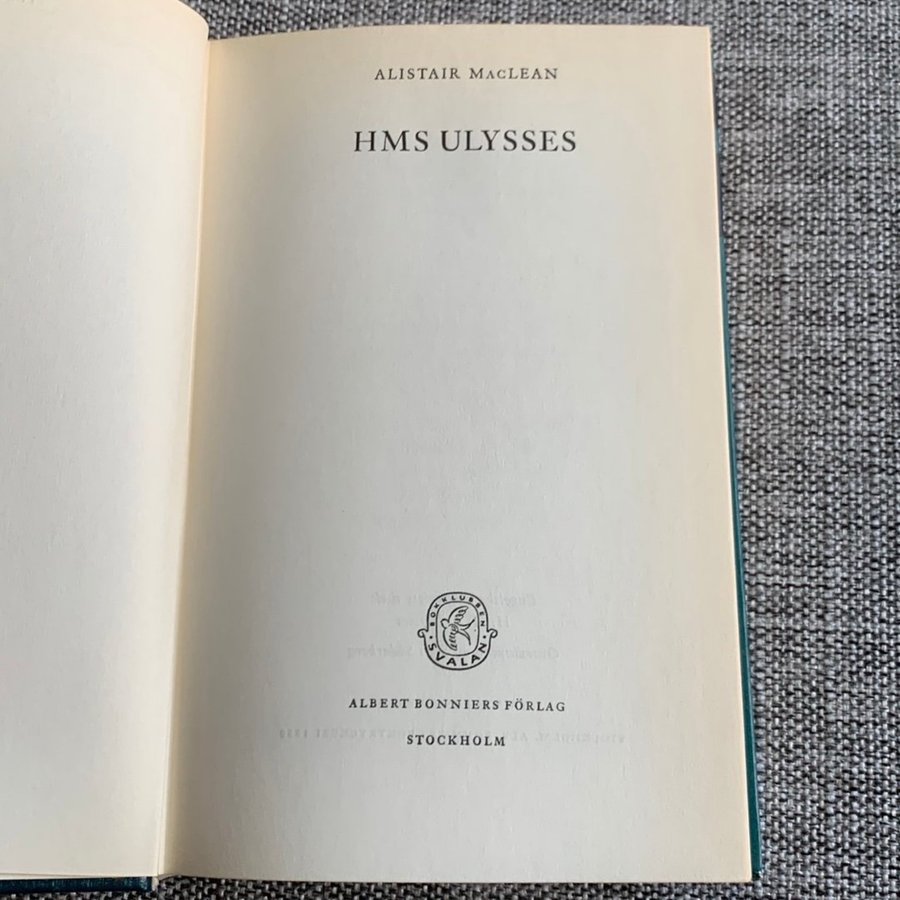 ALISTAIR MACLEAN
HMS ULYSSES
BOKKLUBBEN
SVALAN
ALBERT BONNIERS FÖRLAG
STOCKHOLM